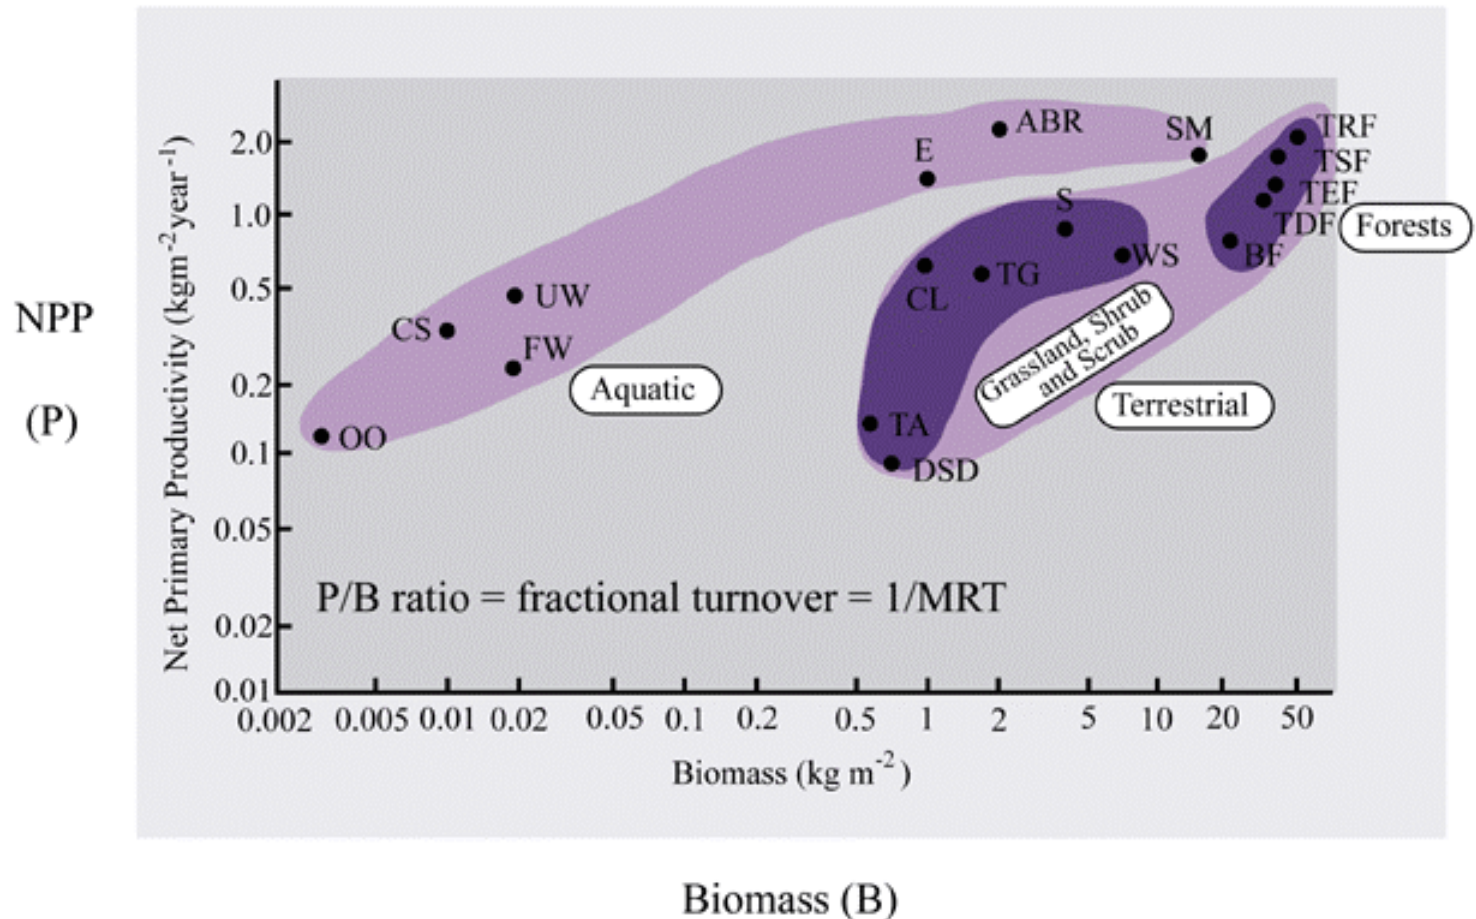 NPP
(P)
Net Primary Productivity (kgm-2year-1)
2.0
1.0
0.5
0.2
0.1
0.05
0.02
0.01
ABR
SM
E
TRF
TSF
TEF
TDF
Forests
BF
S
WS
TG
CL
UW
CS
FW
Aquatic
Grassland, Shrub
and Scrub
Terrestrial
OO
TA
DSD
P/B ratio = fractional turnover = 1/MRT
0.002 0.005 0.01 0.02 0.05 0.1 0.2 0.5 1 2 5 10 20 50
Biomass (kg m-2)
Biomass (B)